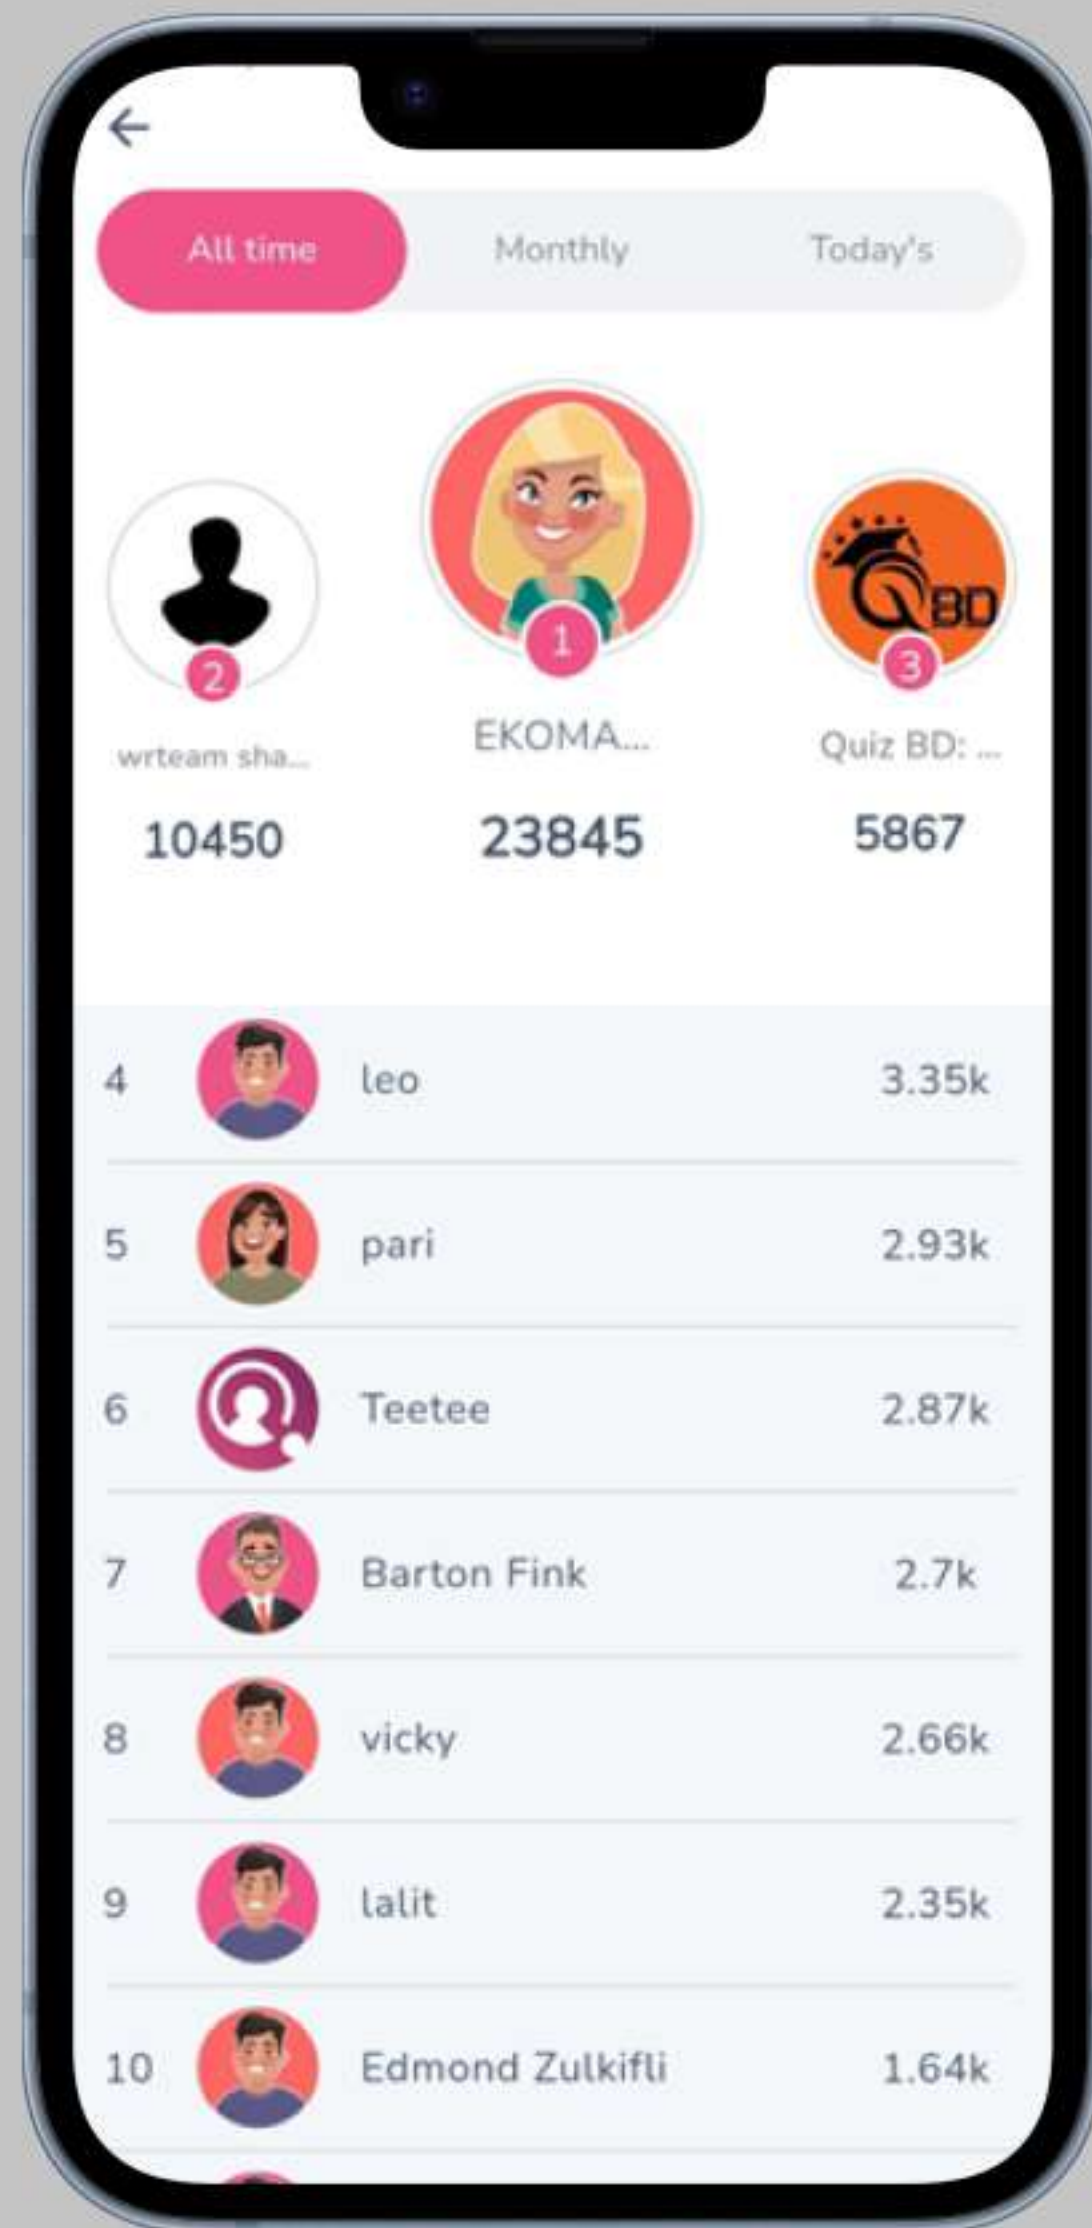 All time Monthly Today's
QBD
2 1 3
wrteam sha... EKOMA... Quiz BD: ...
10450 23845 5867
4 leo 3.35k
5 pari 2.93k
6 Teetee 2.87k
7 Barton Fink 2.7k
8 vicky 2.66k
9 lalit 2.35k
10 Edmond Zulkifli 1.64k